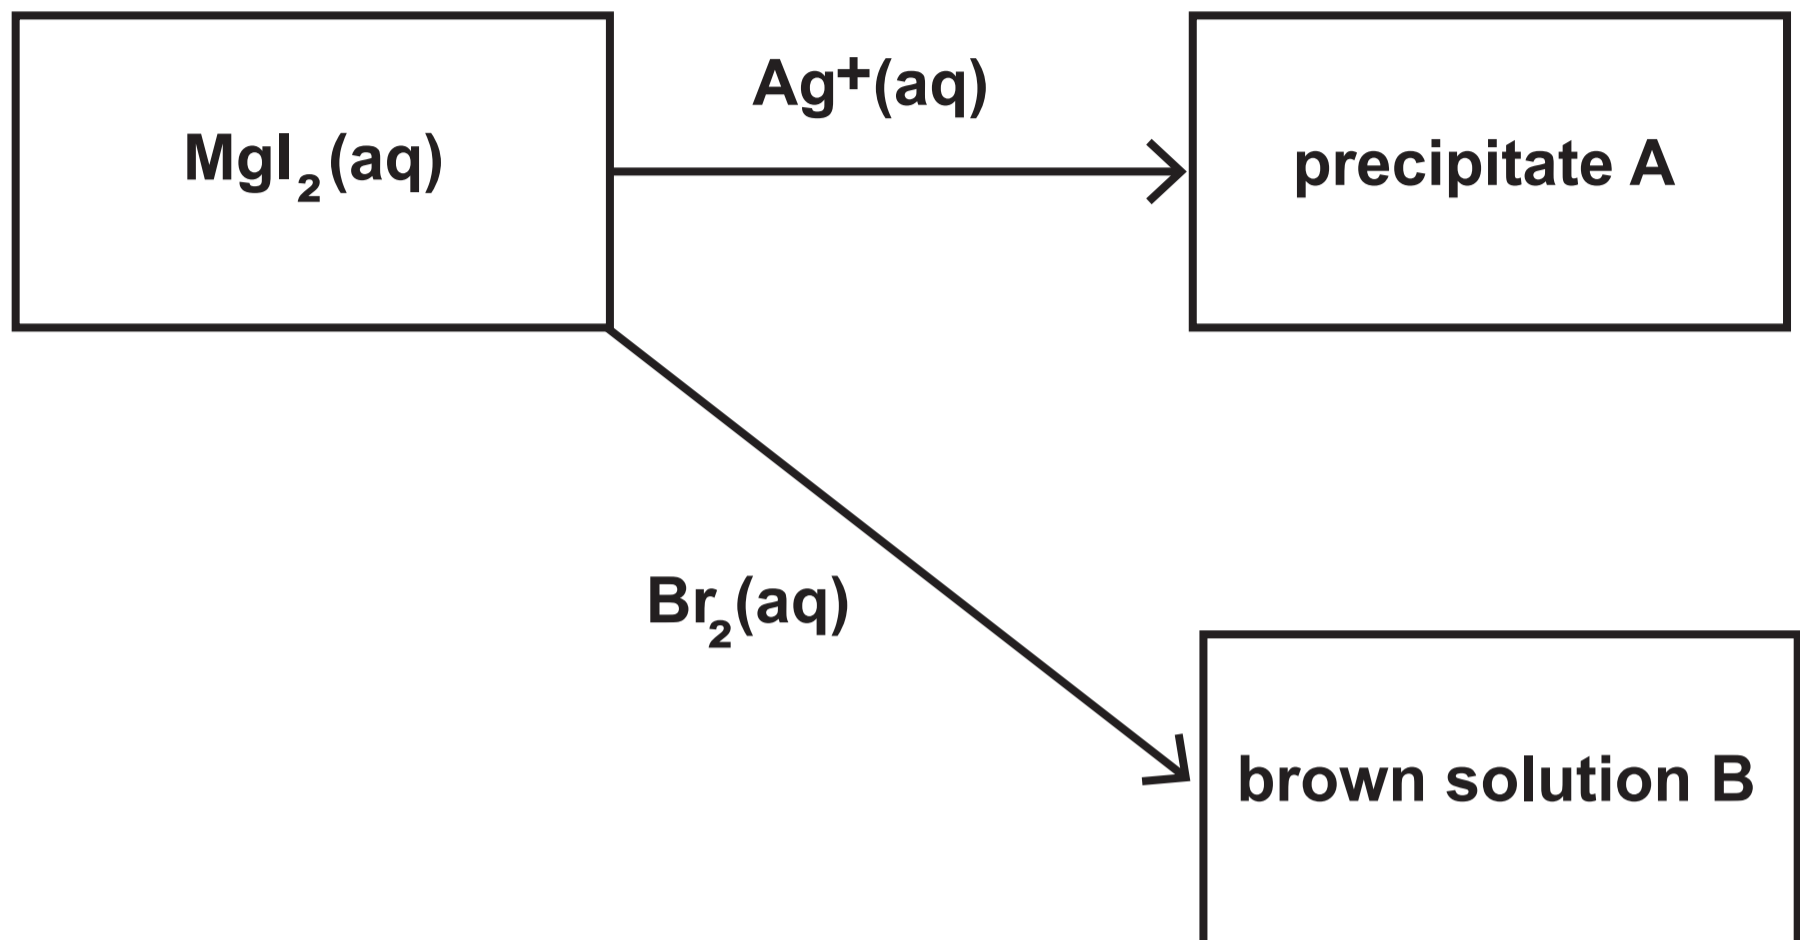 Ag⁺(aq)
MgI₂(aq)
precipitate A
Br₂(aq)
brown solution B